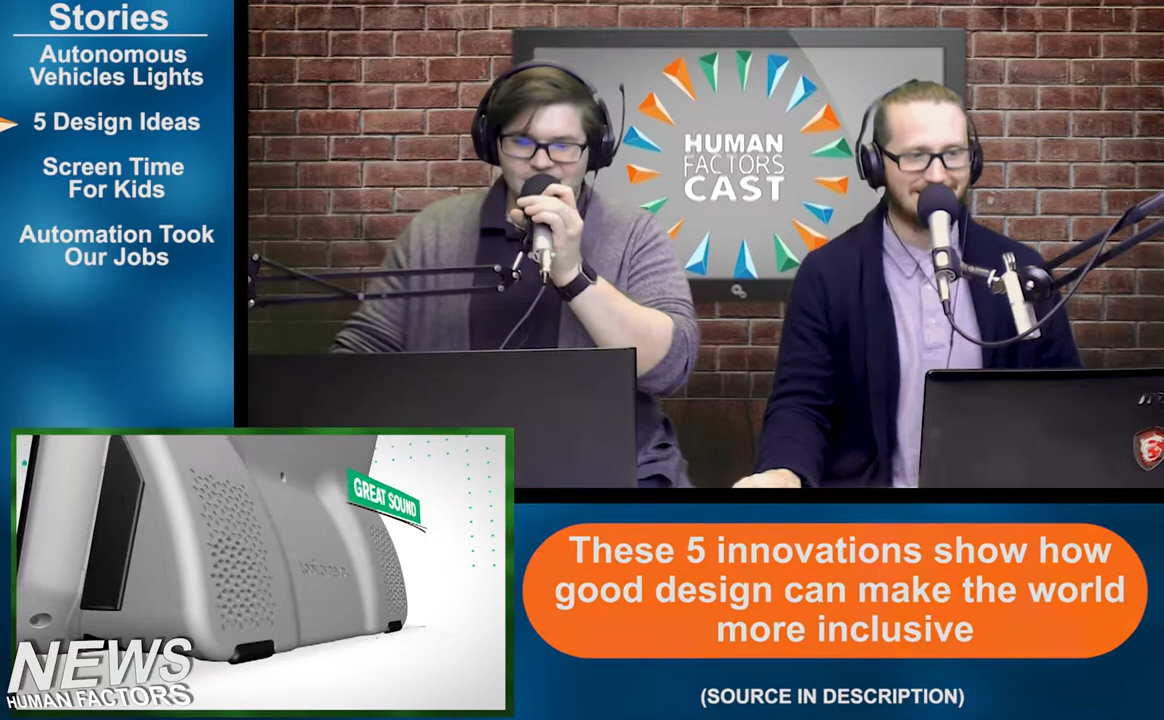 Stories
Autonomous
Vehicles Lights
5 Design Ideas
Screen Time
For Kids
Automation Took
Our Jobs
HUMAN
FACTORS
CAST
GREAT SOUND
These 5 innovations show how
good design can make the world
more inclusive
NEWS
HUMAN FACTORS
(SOURCE IN DESCRIPTION)